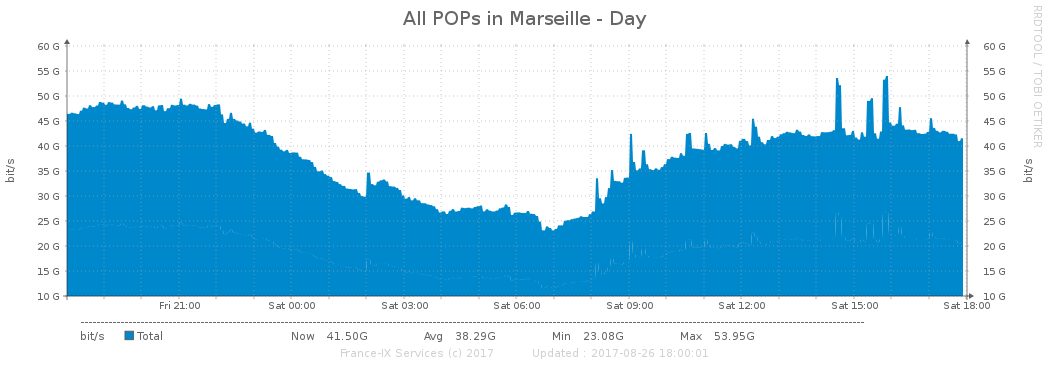 All POPs in Marseille - Day
RRDTOOL / TOBI OETIKER
60 G 60 G
55 G 55 G
50 G 50 G
45 G 45 G
40 G 40 G
35 G 35 G
30 G 30 G
25 G 25 G
20 G 20 G
15 G 15 G
10 G 10 G
bit/s
bit/s
Fri 21:00 Sat 00:00 Sat 03:00 Sat 06:00 Sat 09:00 Sat 12:00 Sat 15:00 Sat 18:00
bit/s Total Now 41.50G Avg 38.29G Min 23.08G Max 53.95G
France-IX Services (c) 2017 Updated : 2017-08-26 18:00:01